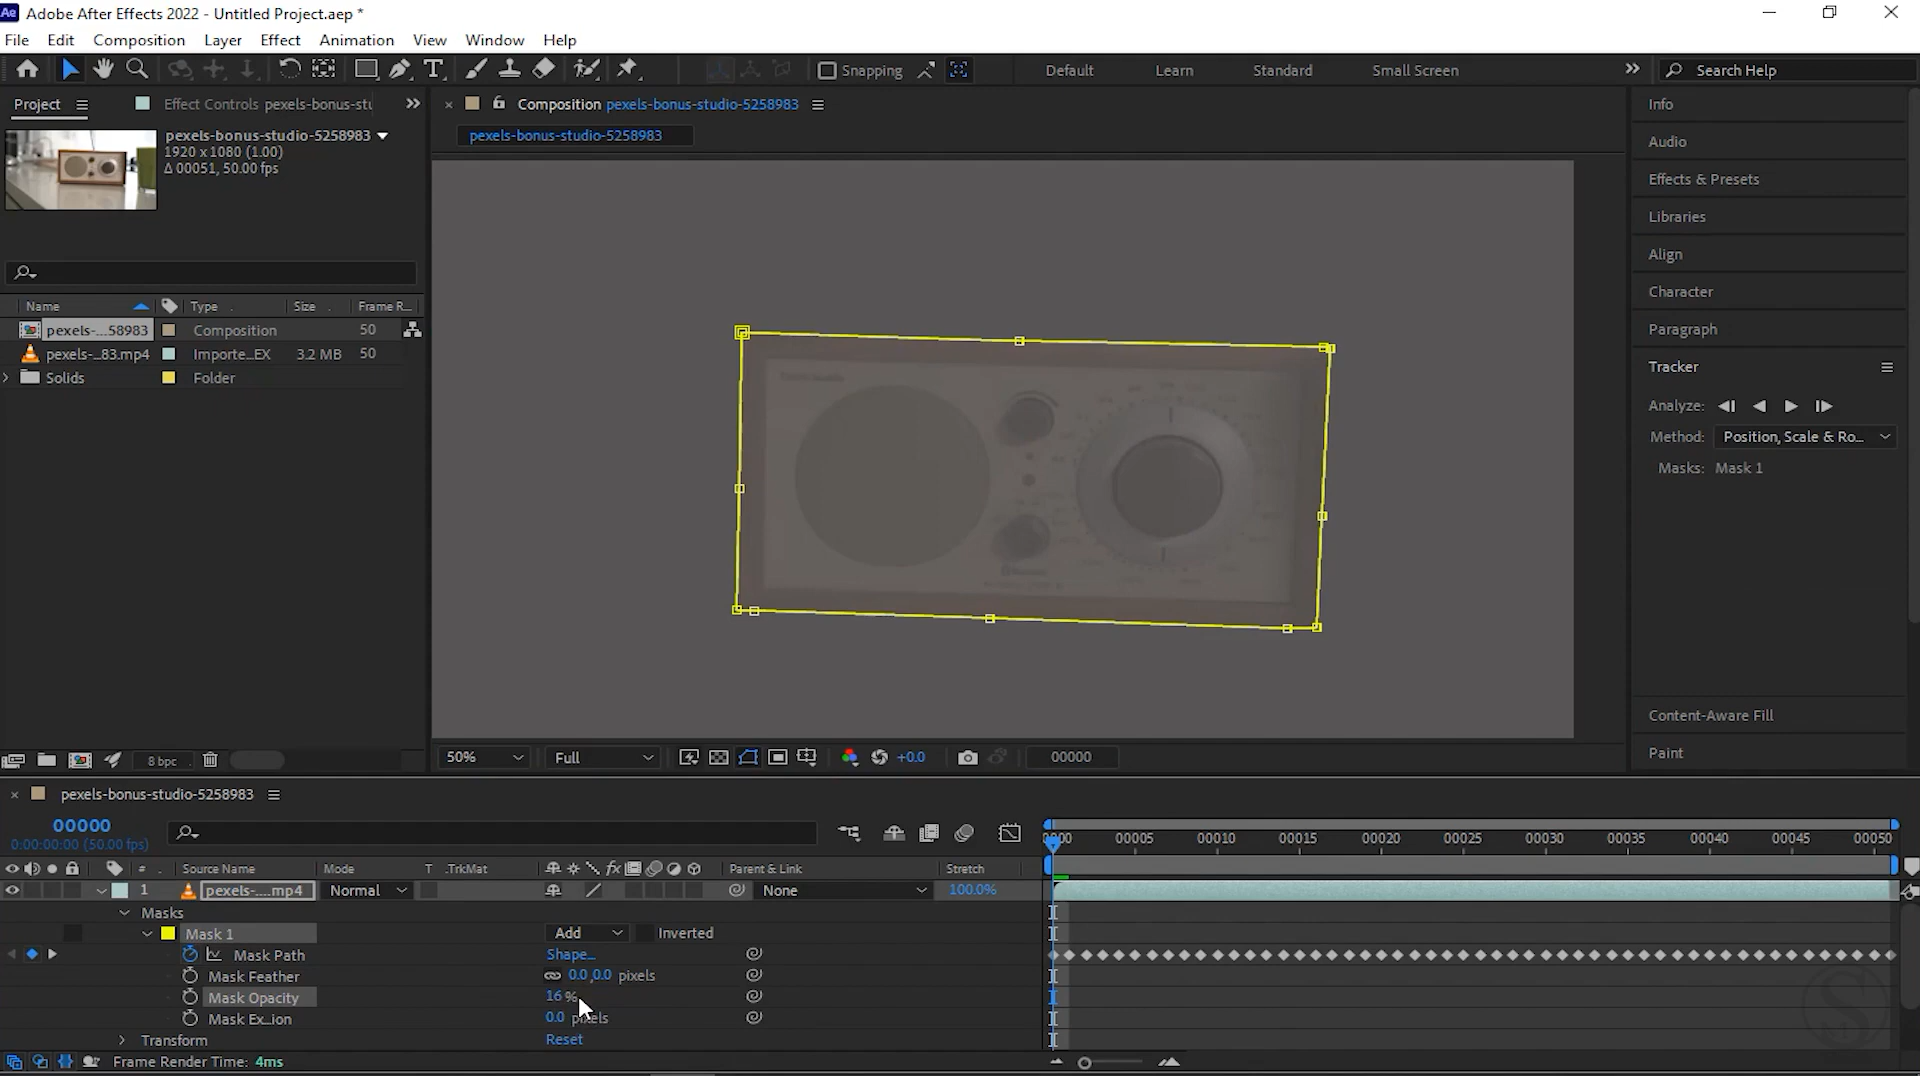 Ae Adobe After Effects 2022 - Untitled Project.aep *
File Edit Composition Layer Effect Animation View Window Help
Snapping Default Learn Standard Small Screen Search Help
Project Effect Controls pexels-bonus-stu
Composition pexels-bonus-studio-5258983
pexels-bonus-studio-5258983
pexels-bonus-studio-5258983
1920 x 1080 (1.00)
Δ 00051, 50.00 fps
Name Type Size Frame R...
pexels-...58983 Composition 50
pexels-..83.mp4 Importe...EX 3.2 MB 50
Solids Folder
8 bpc
50% Full +0.0 00000
Info
Audio
Effects & Presets
Libraries
Align
Character
Paragraph
Tracker
Analyze:
Method: Position, Scale & Ro...
Masks: Mask 1
Content-Aware Fill
Paint
pexels-bonus-studio-5258983
00000
0:00:00:00 (50.00 fps)
# Source Name Mode T .TrkMat fx Parent & Link Stretch
1 pexels-....mp4 Normal None 100.0%
Masks
Mask 1 Add Inverted
Mask Path Shape...
Mask Feather 0.0,0.0 pixels
Mask Opacity 16 %
Mask Ex...ion 0.0 pixels
Transform Reset
Frame Render Time: 4ms
0000 00005 00010 00015 00020 00025 00030 00035 00040 00045 00050